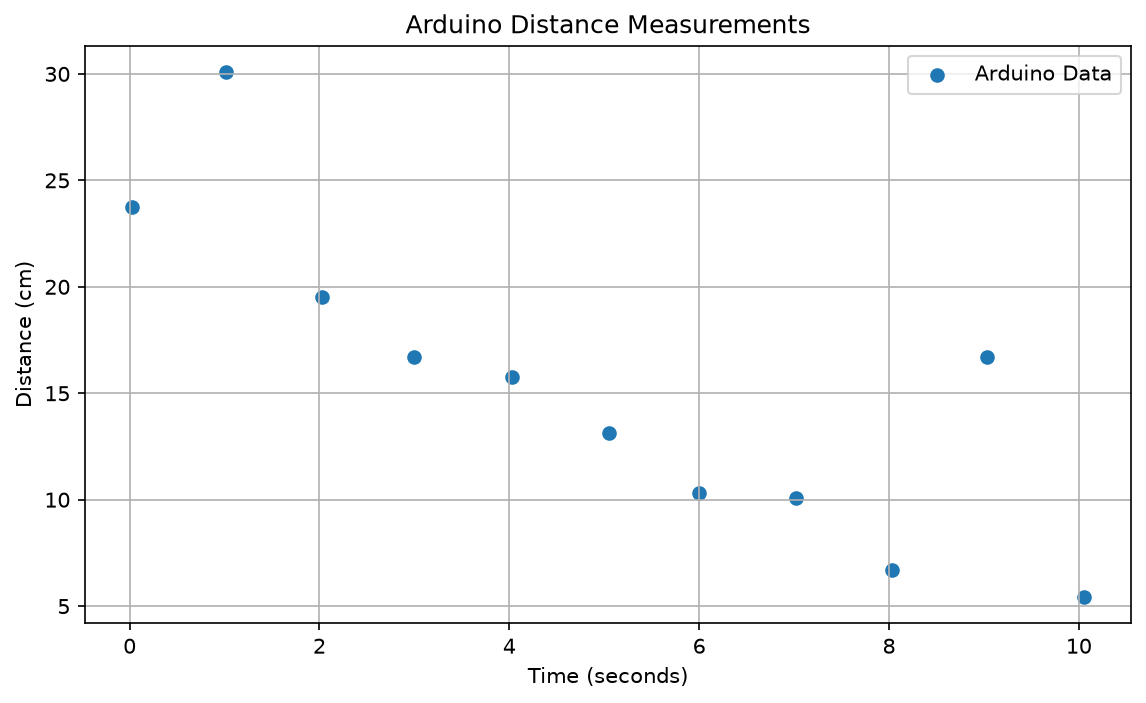 Arduino Distance Measurements
Arduino Data
30
25
20
15
10
5
Distance (cm)
0 2 4 6 8 10
Time (seconds)